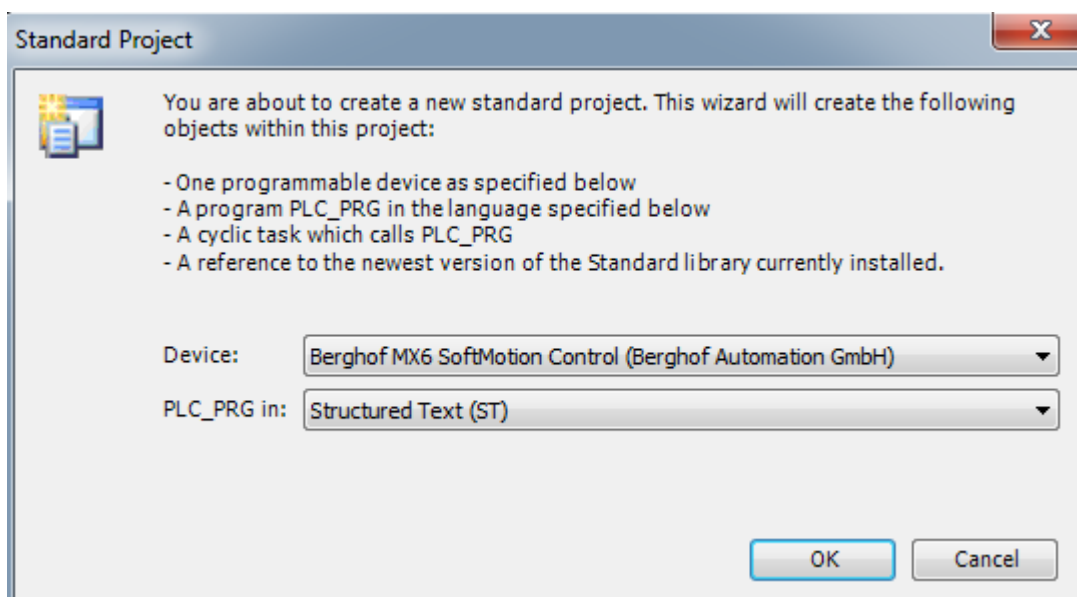 Standard Project
You are about to create a new standard project. This wizard will create the following
objects within this project:
- One programmable device as specified below
- A program PLC_PRG in the language specified below
- A cyclic task which calls PLC_PRG
- A reference to the newest version of the Standard library currently installed.
Device: Berghof MX6 SoftMotion Control (Berghof Automation GmbH)
PLC_PRG in: Structured Text (ST)
OK Cancel